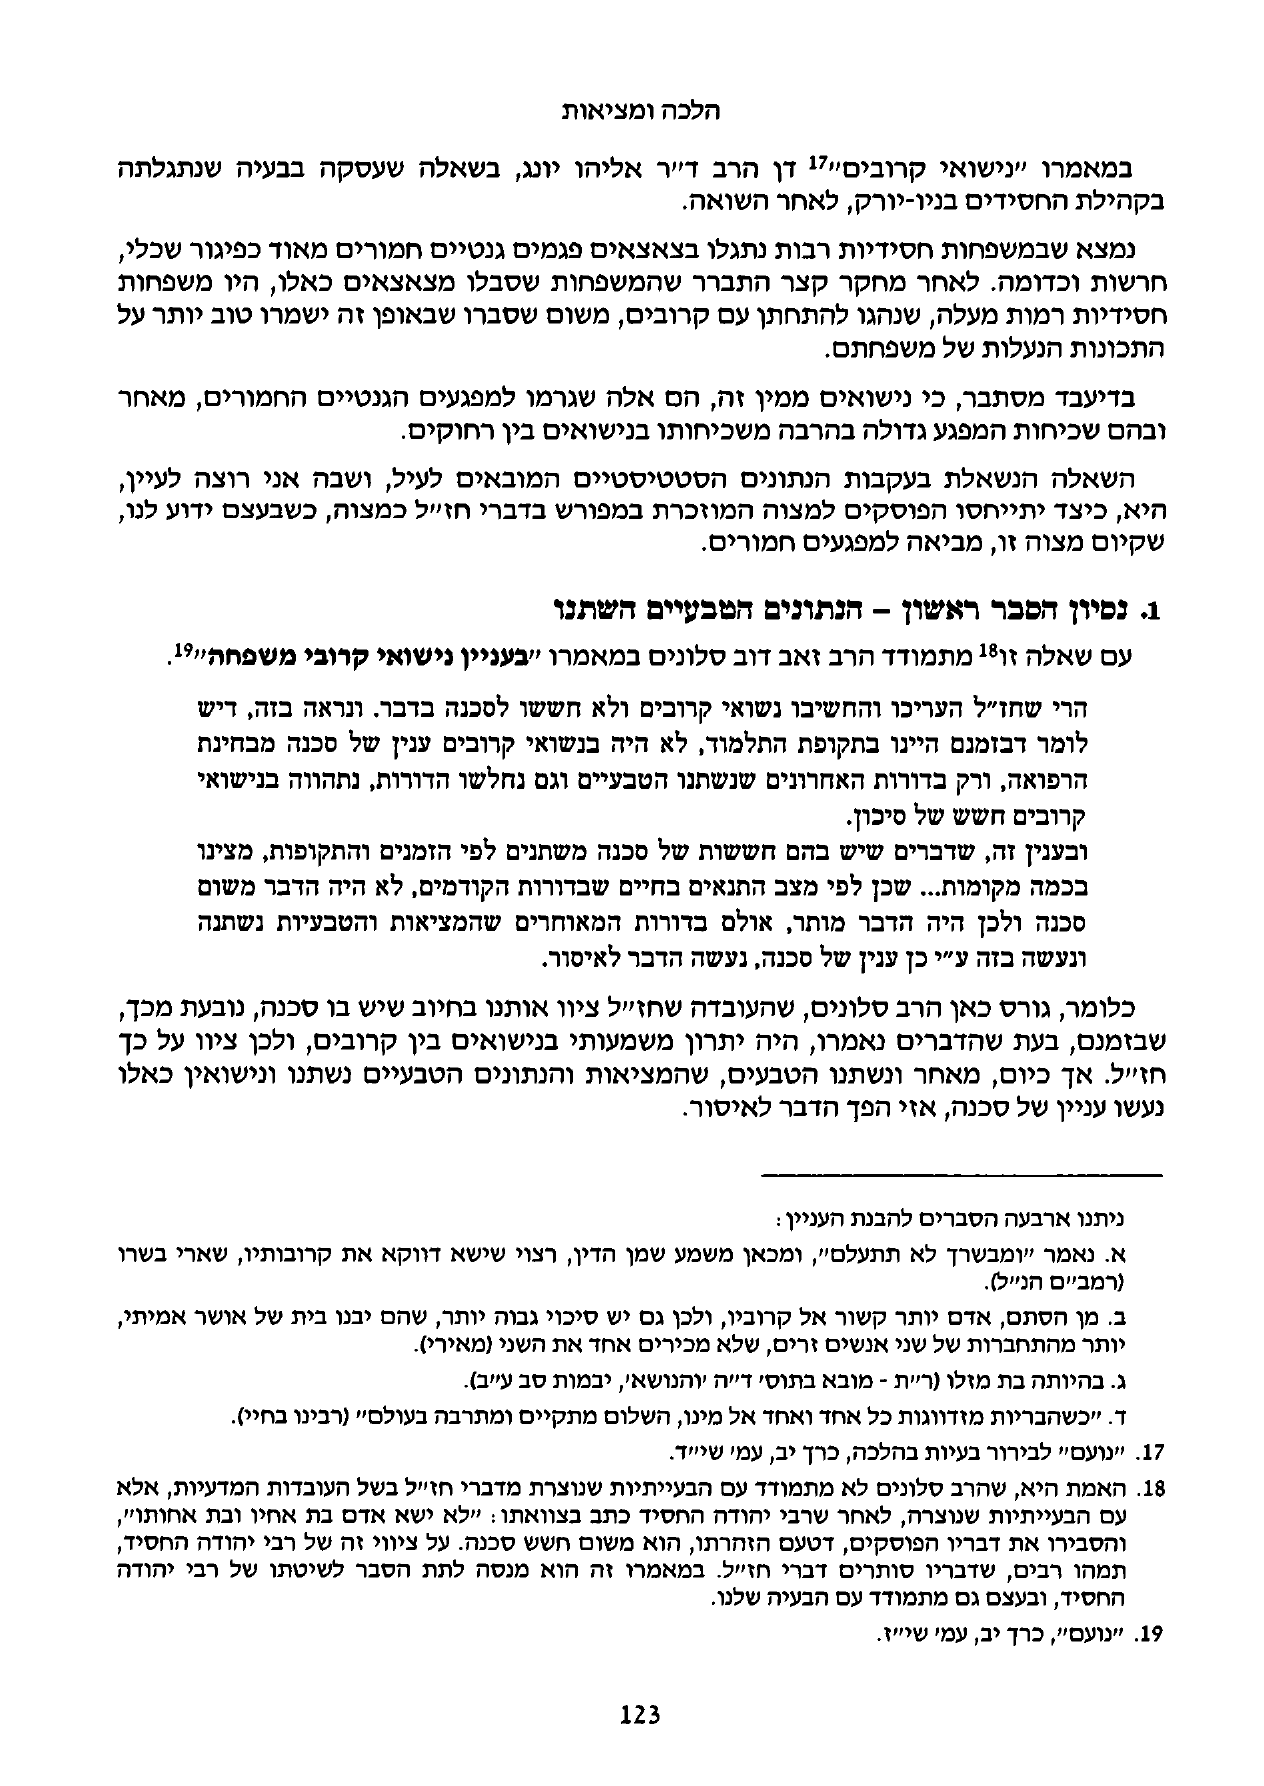 הלכה ומציאות
במאמרו "נישואי קרובים"17 דן הרב ד"ר אליהו יונג, בשאלה שעסקה בבעיה שנתגלתה
בקהילת החסידים בניו-יורק, לאחר השואה.
נמצא שבמשפחות חסידיות רבות נתגלו בצאצאים פגמים גנטיים חמורים מאוד כפיגור שכלי,
חרשות וכדומה. לאחר מחקר קצר התברר שהמשפחות שסבלו מצאצאים כאלו, היו משפחות
חסידיות רמות מעלה, שנהגו להתחתן עם קרובים, משום שסברו שבאופן זה ישמרו טוב יותר על
התכונות הנעלות של משפחתם.
בדיעבד מסתבר, כי נישואים ממין זה, הם אלה שגרמו למפגעים הגנטיים החמורים, מאחר
ובהם שכיחות המפגע גדולה בהרבה משכיחותו בנישואים בין רחוקים.
השאלה הנשאלת בעקבות הנתונים הסטטיסטיים המובאים לעיל, ושבה אני רוצה לעיין,
היא, כיצד יתייחסו הפוסקים למצוה המוזכרת במפורש בדברי חז"ל כמצוה, כשבעצם ידוע לנו,
שקיום מצוה זו, מביאה למפגעים חמורים.
1. נסיון הסבר ראשון – הנתונים הטבעיים השתנו
עם שאלה זו18 מתמודד הרב זאב דוב סלונים במאמרו "בעניין נישואי קרובי משפחה"19.
הרי שחז"ל העריכו והחשיבו נשואי קרובים ולא חששו לסכנה בדבר. ונראה בזה, דיש
לומר דבזמנם היינו בתקופת התלמוד, לא היה בנשואי קרובים ענין של סכנה מבחינת
הרפואה, ורק בדורות האחרונים שנשתנו הטבעיים וגם נחלשו הדורות, נתהווה בנישואי
קרובים חשש של סיכון.
ובענין זה, שדברים שיש בהם חששות של סכנה משתנים לפי הזמנים והתקופות, מצינו
בכמה מקומות... שכן לפי מצב התנאים בחיים שבדורות הקודמים, לא היה הדבר משום
סכנה ולכן היה הדבר מותר, אולם בדורות המאוחרים שהמציאות והטבעיות נשתנה
ונעשה בזה ע"י כן ענין של סכנה, נעשה הדבר לאיסור.
כלומר, גורס כאן הרב סלונים, שהעובדה שחז"ל ציוו אותנו בחיוב שיש בו סכנה, נובעת מכך,
שבזמנם, בעת שהדברים נאמרו, היה יתרון משמעותי בנישואים בין קרובים, ולכן ציוו על כך
חז"ל. אך כיום, מאחר ונשתנו הטבעים, שהמציאות והנתונים הטבעיים נשתנו ונישואין כאלו
נעשו עניין של סכנה, אזי הפך הדבר לאיסור.
ניתנו ארבעה הסברים להבנת העניין:
א. נאמר "ומבשרך לא תתעלם", ומכאן משמע שמן הדין, רצוי שישא דווקא את קרובותיו, שארי בשרו
(רמב"ם הנ"ל).
ב. מן הסתם, אדם יותר קשור אל קרוביו, ולכן גם יש סיכוי גבוה יותר, שהם יבנו בית של אושר אמיתי,
יותר מהתחברות של שני אנשים זרים, שלא מכירים אחד את השני (מאירי).
ג. בהיותה בת מזלו (ר"ת - מובא בתוס' ד"ה 'והנושא', יבמות סב ע"ב).
ד. "כשהבריות מזדווגות כל אחד ואחד אל מינו, השלום מתקיים ומתרבה בעולם" (רבינו בחיי).
17. "נועם" לבירור בעיות בהלכה, כרך יב, עמ' שי"ד.
18. האמת היא, שהרב סלונים לא מתמודד עם הבעייתיות שנוצרת מדברי חז"ל בשל העובדות המדעיות, אלא
עם הבעייתיות שנוצרה, לאחר שרבי יהודה החסיד כתב בצוואתו: "לא ישא אדם בת אחיו ובת אחותו",
והסבירו את דבריו הפוסקים, דטעם הזהרתו, הוא משום חשש סכנה. על ציווי זה של רבי יהודה החסיד,
תמהו רבים, שדבריו סותרים דברי חז"ל. במאמרו זה הוא מנסה לתת הסבר לשיטתו של רבי יהודה
החסיד, ובעצם גם מתמודד עם הבעיה שלנו.
19. "נועם", כרך יב, עמ' שי"ז.
123